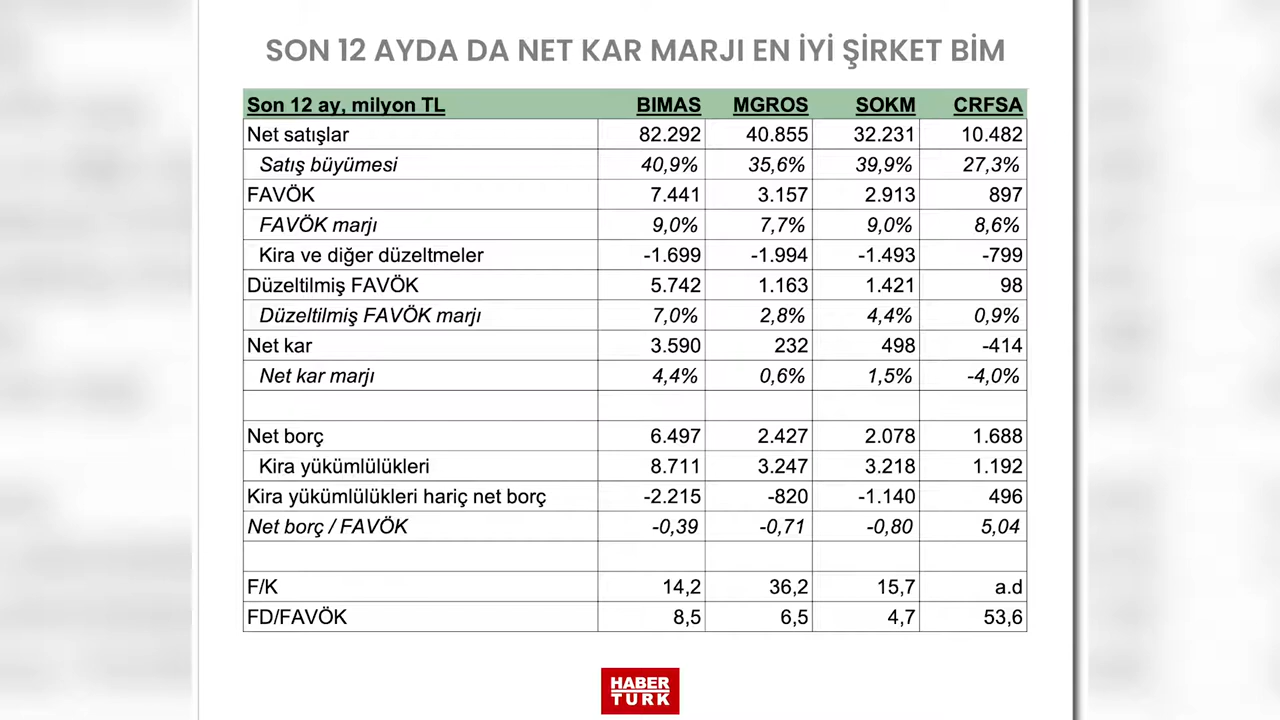 SON 12 AYDA DA NET KAR MARJI EN İYİ ŞİRKET BİM
Son 12 ay, milyon TL BIMAS MGROS SOKM CRFSA
Net satışlar 82.292 40.855 32.231 10.482
Satış büyümesi 40,9% 35,6% 39,9% 27,3%
FAVÖK 7.441 3.157 2.913 897
FAVÖK marjı 9,0% 7,7% 9,0% 8,6%
Kira ve diğer düzeltmeler -1.699 -1.994 -1.493 -799
Düzeltilmiş FAVÖK 5.742 1.163 1.421 98
Düzeltilmiş FAVÖK marjı 7,0% 2,8% 4,4% 0,9%
Net kar 3.590 232 498 -414
Net kar marjı 4,4% 0,6% 1,5% -4,0%
Net borç 6.497 2.427 2.078 1.688
Kira yükümlülükleri 8.711 3.247 3.218 1.192
Kira yükümlülükleri hariç net borç -2.215 -820 -1.140 496
Net borç / FAVÖK -0,39 -0,71 -0,80 5,04
F/K 14,2 36,2 15,7 a.d
FD/FAVÖK 8,5 6,5 4,7 53,6
HABER
TURK